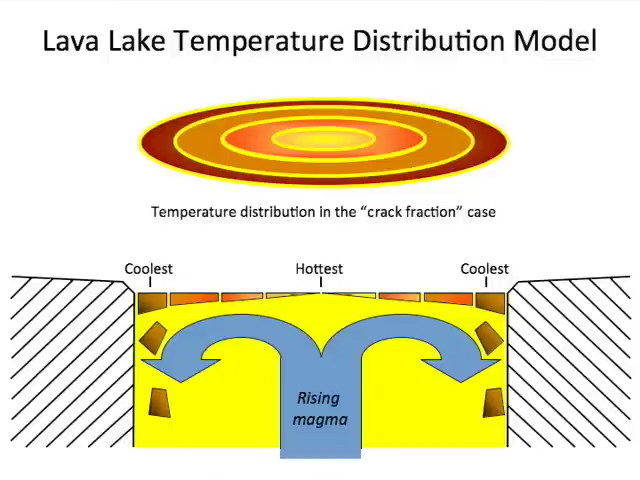 Lava Lake Temperature Distribution Model
Temperature distribution in the “crack fraction” case
Coolest
Hottest
Coolest
Rising
magma